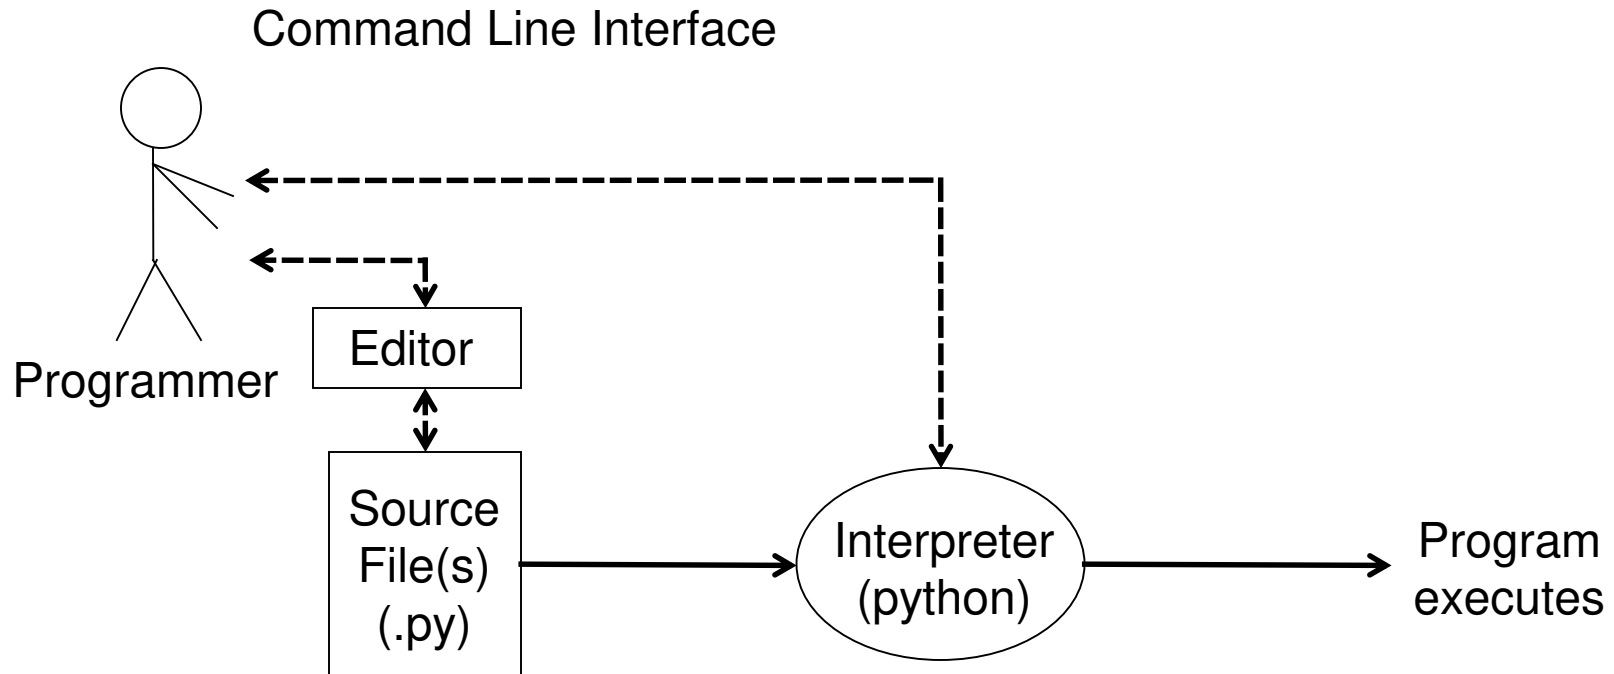 Command Line Interface
Programmer
Editor
Source
File(s)
(.py)
Interpreter
(python)
Program
executes